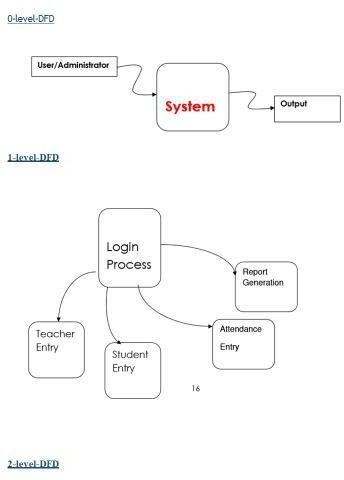 0-level-DFD
User/Administrator
System
Output
1-level-DFD
Login
Process
Report
Generation
Teacher
Entry
Student
Entry
Attendance
Entry
16
2-level-DFD